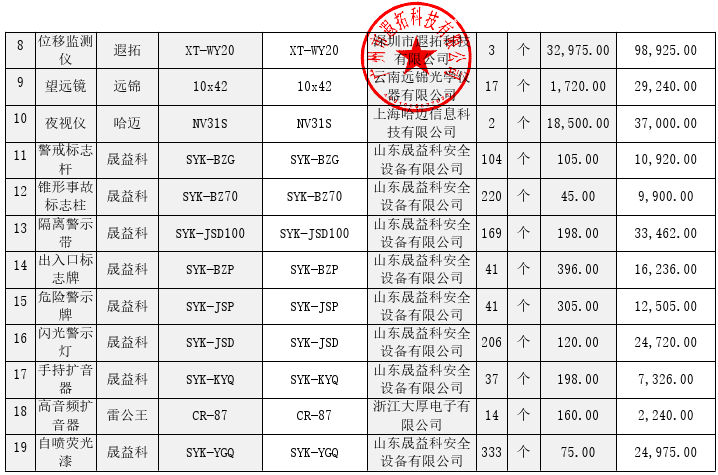 8 位移监测仪 遐拓 XT-WY20 XT-WY20 深圳市遐拓科技有限公司 3 个 32,975.00 98,925.00
9 望远镜 远锦 10x42 10x42 云南远锦光学仪器有限公司 17 个 1,720.00 29,240.00
10 夜视仪 哈迈 NV31S NV31S 上海哈迈信息科技有限公司 2 个 18,500.00 37,000.00
11 警戒标志杆 晟益科 SYK-BZG SYK-BZG 山东晟益科安全设备有限公司 104 个 105.00 10,920.00
12 锥形事故标志柱 晟益科 SYK-BZ70 SYK-BZ70 山东晟益科安全设备有限公司 220 个 45.00 9,900.00
13 隔离警示带 晟益科 SYK-JSD100 SYK-JSD100 山东晟益科安全设备有限公司 169 个 198.00 33,462.00
14 出入口标志牌 晟益科 SYK-BZP SYK-BZP 山东晟益科安全设备有限公司 41 个 396.00 16,236.00
15 危险警示牌 晟益科 SYK-JSP SYK-JSP 山东晟益科安全设备有限公司 41 个 305.00 12,505.00
16 闪光警示灯 晟益科 SYK-JSD SYK-JSD 山东晟益科安全设备有限公司 206 个 120.00 24,720.00
17 手持扩音器 晟益科 SYK-KYQ SYK-KYQ 山东晟益科安全设备有限公司 37 个 198.00 7,326.00
18 高音频扩音器 雷公王 CR-87 CR-87 浙江大厚电子有限公司 14 个 160.00 2,240.00
19 自喷荧光漆 晟益科 SYK-YGQ SYK-YGQ 山东晟益科安全设备有限公司 333 个 75.00 24,975.00